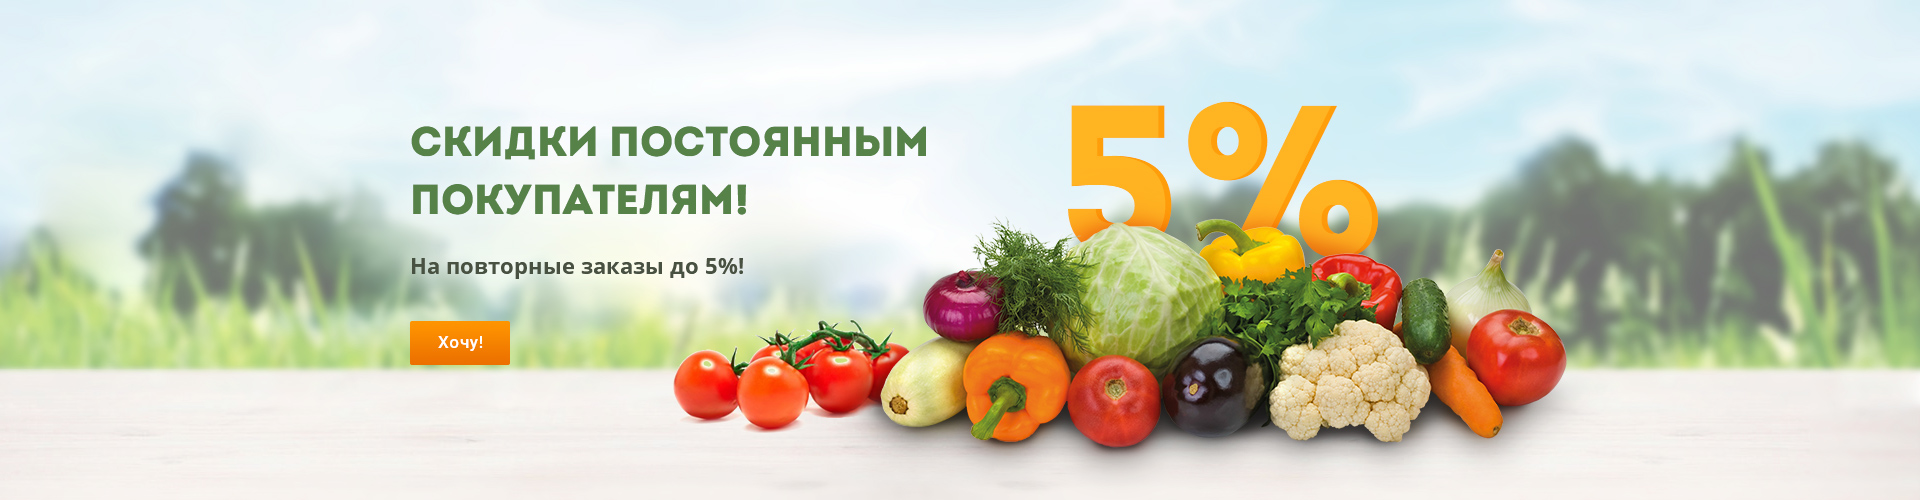 СКИДКИ ПОСТОЯННЫМ
ПОКУПАТЕЛЯМ!
На повторные заказы до 5%!
Хочу!
5%